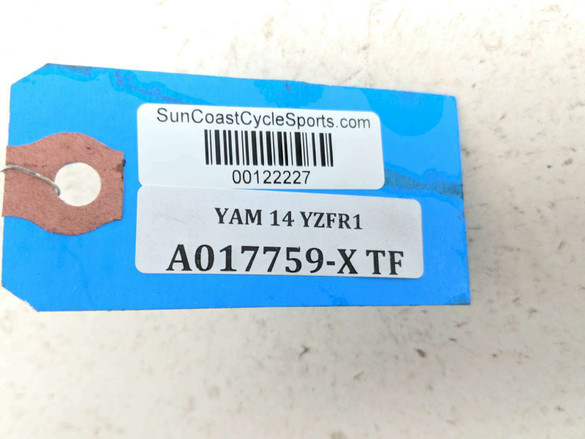 SunCoastCycleSports.com
00122227
YAM 14 YZFR1
A017759-X TF